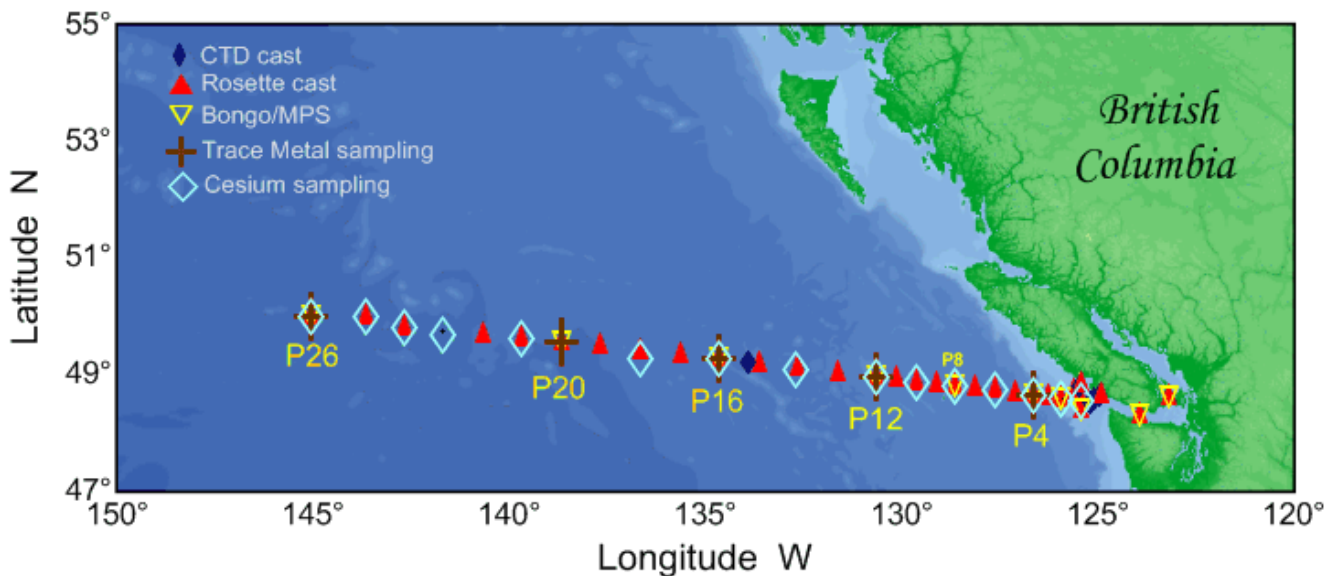 55°
53°
51°
49°
47°
Latitude N
CTD cast
Rosette cast
Bongo/MPS
Trace Metal sampling
Cesium sampling
British
Columbia
P26
P20
P16
P12
P8
P4
150°
145°
140°
135°
130°
125°
120°
Longitude W